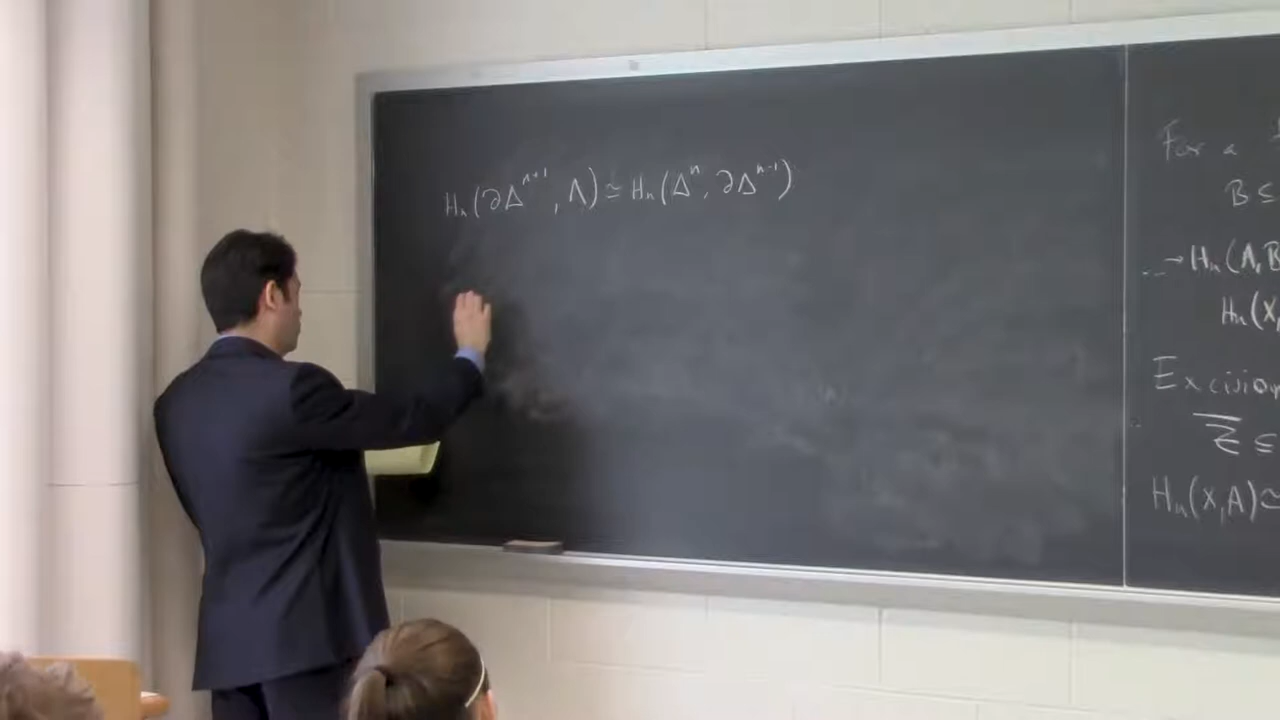 Hₙ(∂Δⁿ⁺¹, Λ) ≃ Hₙ(Δⁿ, ∂Δⁿ⁻¹)
For a
B ⊆
→ Hₙ(A, B
Hₙ(X,
Excision
Z̅ ⊆
Hₙ(X,A) ≃